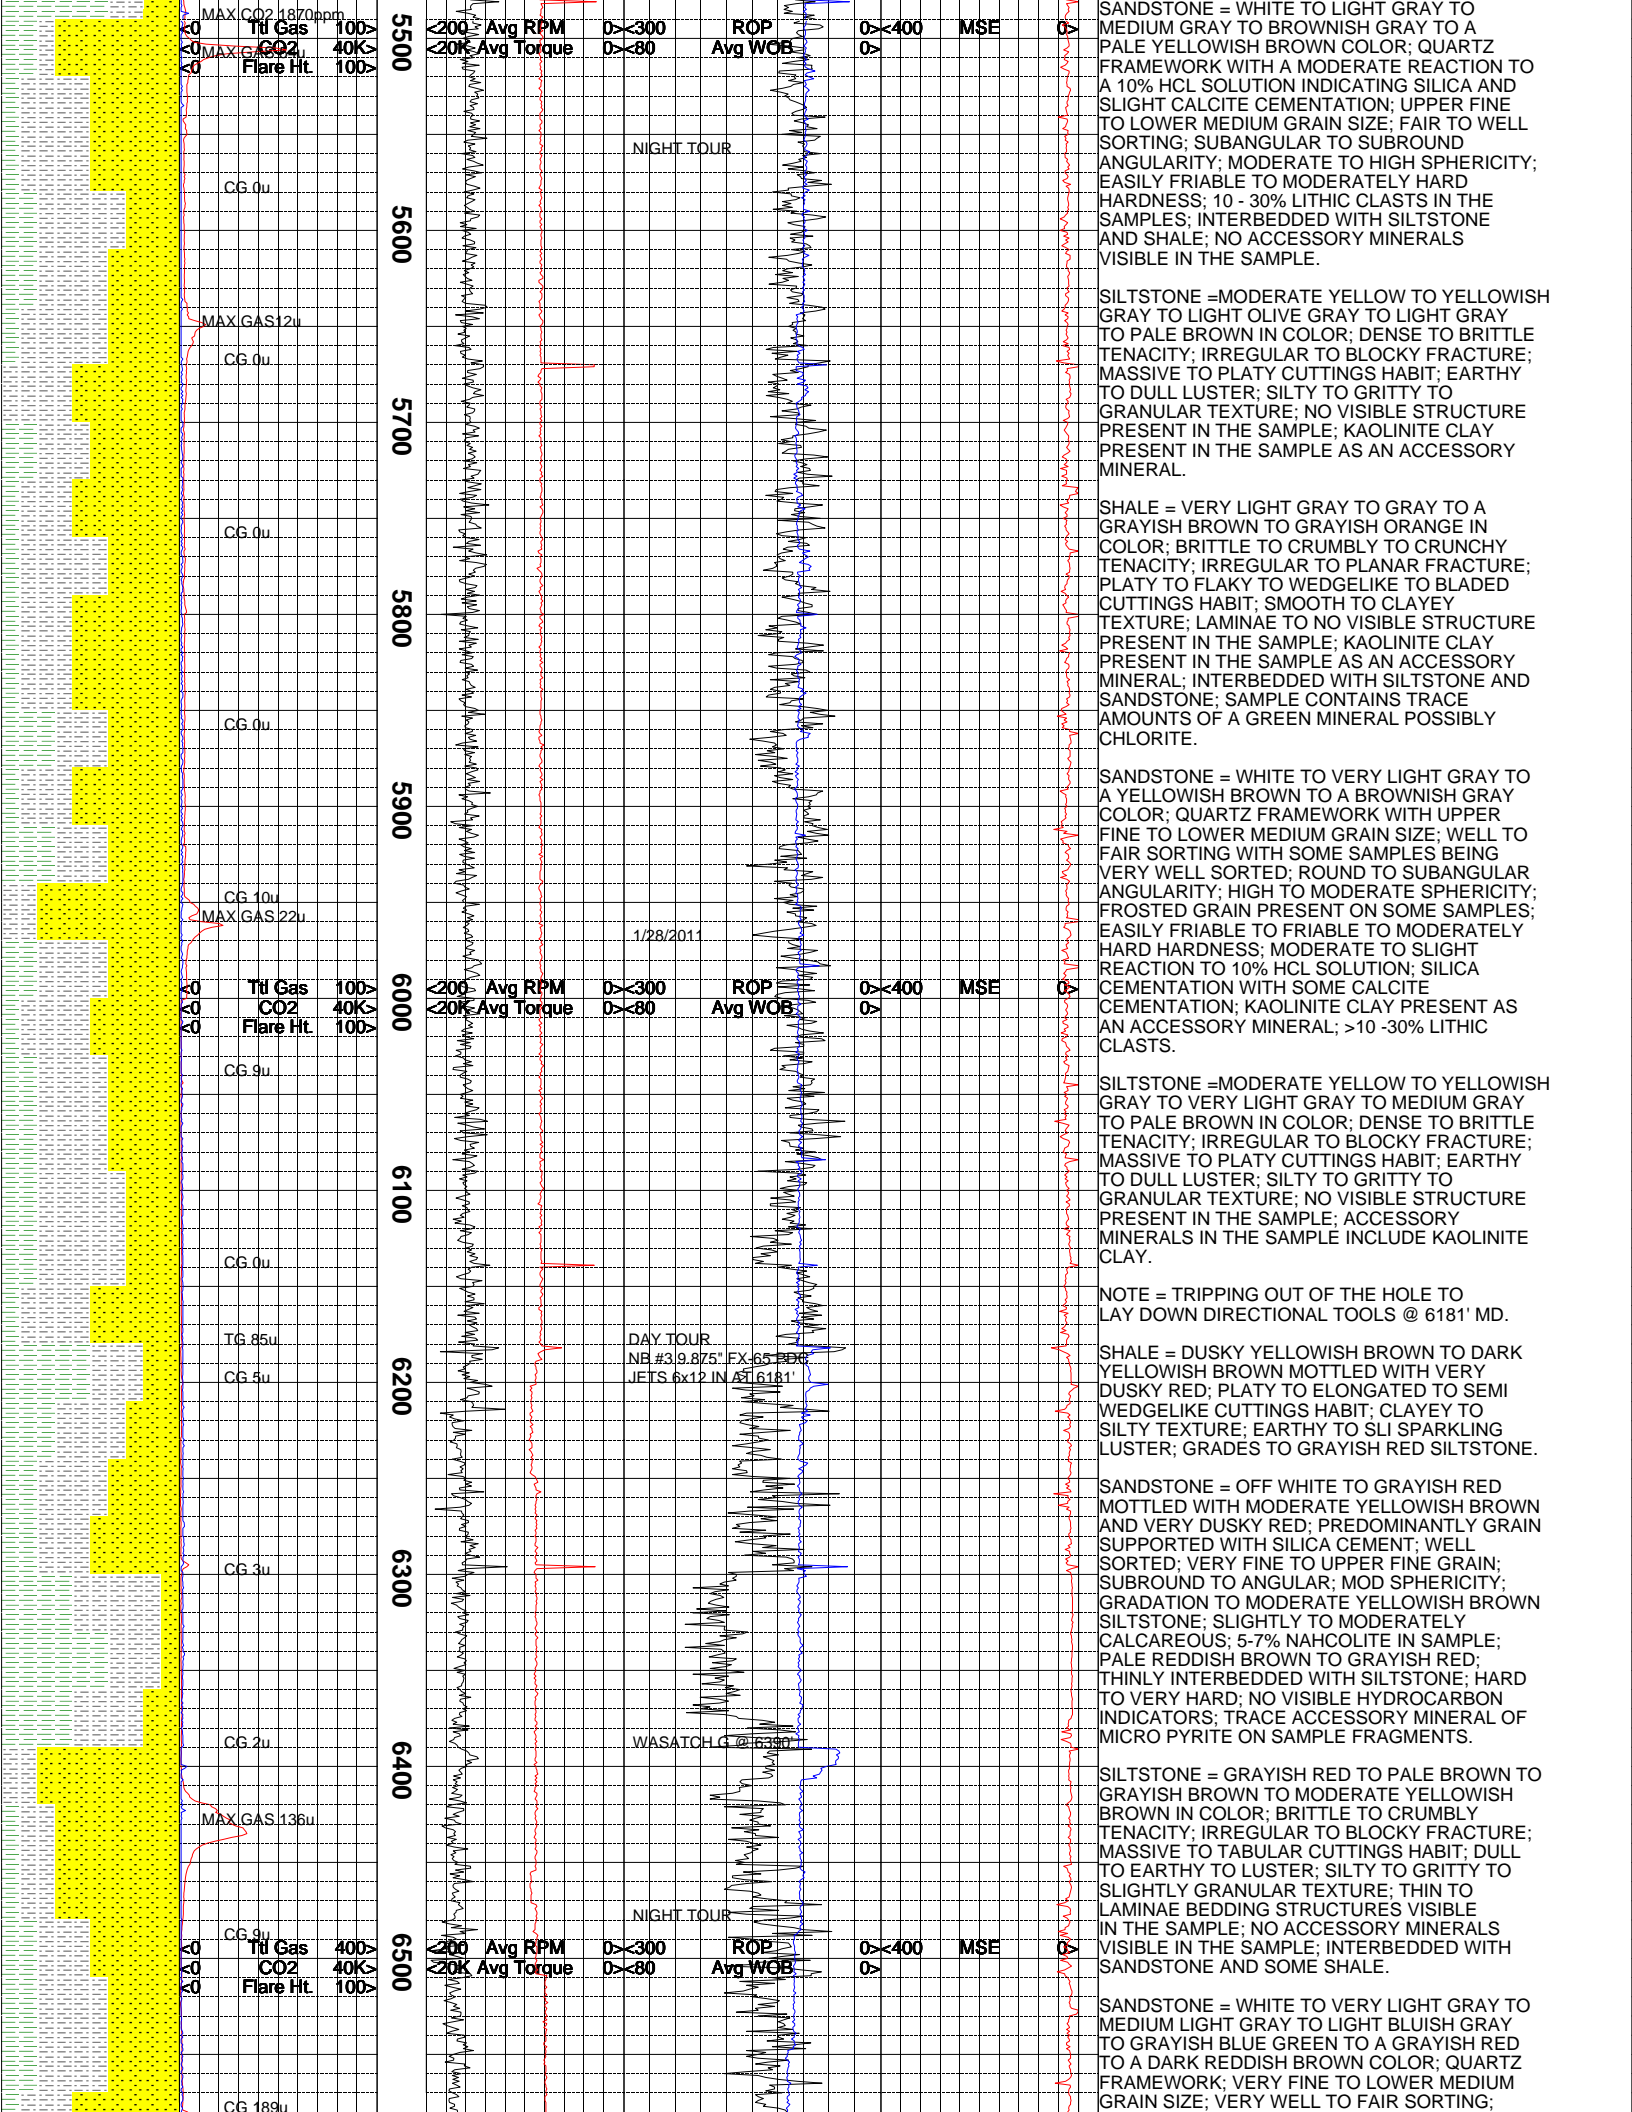 MAX CO2 1870ppm
<0 Ttl Gas 100>
<0 CO2 40K>
<0 Flare Ht. 100>
MAX GAS
5500
<200 Avg RPM 0>
<20K Avg Torque 0>
<300 ROP 0>
<80 Avg WOB 0>
<400 MSE 0>
NIGHT TOUR
CG 0u
5600
MAX GAS12u
CG 0u
5700
CG 0u
5800
CG 0u
5900
CG 10u
MAX GAS 22u
1/28/2011
<0 Ttl Gas 100>
<0 CO2 40K>
<0 Flare Ht. 100>
6000
<200 Avg RPM 0>
<20K Avg Torque 0>
<300 ROP 0>
<80 Avg WOB 0>
<400 MSE 0>
CG 9u
6100
CG 0u
TG 85u
DAY TOUR
NB #3 9.875" FX-65 PDC
JETS 6x12 IN AT 6181'
CG 5u
6200
CG 3u
6300
CG 2u
WASATCH G @ 6390'
6400
MAX GAS 136u
NIGHT TOUR
CG 9u
<0 Ttl Gas 400>
<0 CO2 40K>
<0 Flare Ht. 100>
6500
<200 Avg RPM 0>
<20K Avg Torque 0>
<300 ROP 0>
<80 Avg WOB 0>
<400 MSE 0>
CG 189u
SANDSTONE = WHITE TO LIGHT GRAY TO
MEDIUM GRAY TO BROWNISH GRAY TO A
PALE YELLOWISH BROWN COLOR; QUARTZ
FRAMEWORK WITH A MODERATE REACTION TO
A 10% HCL SOLUTION INDICATING SILICA AND
SLIGHT CALCITE CEMENTATION; UPPER FINE
TO LOWER MEDIUM GRAIN SIZE; FAIR TO WELL
SORTING; SUBANGULAR TO SUBROUND
ANGULARITY; MODERATE TO HIGH SPHERICITY;
EASILY FRIABLE TO MODERATELY HARD
HARDNESS; 10 - 30% LITHIC CLASTS IN THE
SAMPLES; INTERBEDDED WITH SILTSTONE
AND SHALE; NO ACCESSORY MINERALS
VISIBLE IN THE SAMPLE.
SILTSTONE =MODERATE YELLOW TO YELLOWISH
GRAY TO LIGHT OLIVE GRAY TO LIGHT GRAY
TO PALE BROWN IN COLOR; DENSE TO BRITTLE
TENACITY; IRREGULAR TO BLOCKY FRACTURE;
MASSIVE TO PLATY CUTTINGS HABIT; EARTHY
TO DULL LUSTER; SILTY TO GRITTY TO
GRANULAR TEXTURE; NO VISIBLE STRUCTURE
PRESENT IN THE SAMPLE; KAOLINITE CLAY
PRESENT IN THE SAMPLE AS AN ACCESSORY
MINERAL.
SHALE = VERY LIGHT GRAY TO GRAY TO A
GRAYISH BROWN TO GRAYISH ORANGE IN
COLOR; BRITTLE TO CRUMBLY TO CRUNCHY
TENACITY; IRREGULAR TO PLANAR FRACTURE;
PLATY TO FLAKY TO WEDGELIKE TO BLADED
CUTTINGS HABIT; SMOOTH TO CLAYEY
TEXTURE; LAMINAE TO NO VISIBLE STRUCTURE
PRESENT IN THE SAMPLE; KAOLINITE CLAY
PRESENT IN THE SAMPLE AS AN ACCESSORY
MINERAL; INTERBEDDED WITH SILTSTONE AND
SANDSTONE; SAMPLE CONTAINS TRACE
AMOUNTS OF A GREEN MINERAL POSSIBLY
CHLORITE.
SANDSTONE = WHITE TO VERY LIGHT GRAY TO
A YELLOWISH BROWN TO A BROWNISH GRAY
COLOR; QUARTZ FRAMEWORK WITH UPPER
FINE TO LOWER MEDIUM GRAIN SIZE; WELL TO
FAIR SORTING WITH SOME SAMPLES BEING
VERY WELL SORTED; ROUND TO SUBANGULAR
ANGULARITY; HIGH TO MODERATE SPHERICITY;
FROSTED GRAIN PRESENT ON SOME SAMPLES;
EASILY FRIABLE TO FRIABLE TO MODERATELY
HARD HARDNESS; MODERATE TO SLIGHT
REACTION TO 10% HCL SOLUTION; SILICA
CEMENTATION WITH SOME CALCITE
CEMENTATION; KAOLINITE CLAY PRESENT AS
AN ACCESSORY MINERAL; >10 -30% LITHIC
CLASTS.
SILTSTONE =MODERATE YELLOW TO YELLOWISH
GRAY TO VERY LIGHT GRAY TO MEDIUM GRAY
TO PALE BROWN IN COLOR; DENSE TO BRITTLE
TENACITY; IRREGULAR TO BLOCKY FRACTURE;
MASSIVE TO PLATY CUTTINGS HABIT; EARTHY
TO DULL LUSTER; SILTY TO GRITTY TO
GRANULAR TEXTURE; NO VISIBLE STRUCTURE
PRESENT IN THE SAMPLE; ACCESSORY
MINERALS IN THE SAMPLE INCLUDE KAOLINITE
CLAY.
NOTE = TRIPPING OUT OF THE HOLE TO
LAY DOWN DIRECTIONAL TOOLS @ 6181' MD.
SHALE = DUSKY YELLOWISH BROWN TO DARK
YELLOWISH BROWN MOTTLED WITH VERY
DUSKY RED; PLATY TO ELONGATED TO SEMI
WEDGELIKE CUTTINGS HABIT; CLAYEY TO
SILTY TEXTURE; EARTHY TO SLI SPARKLING
LUSTER; GRADES TO GRAYISH RED SILTSTONE.
SANDSTONE = OFF WHITE TO GRAYISH RED
MOTTLED WITH MODERATE YELLOWISH BROWN
AND VERY DUSKY RED; PREDOMINANTLY GRAIN
SUPPORTED WITH SILICA CEMENT; WELL
SORTED; VERY FINE TO UPPER FINE GRAIN;
SUBROUND TO ANGULAR; MOD SPHERICITY;
GRADATION TO MODERATE YELLOWISH BROWN
SILTSTONE; SLIGHTLY TO MODERATELY
CALCAREOUS; 5-7% NAHCOLITE IN SAMPLE;
PALE REDDISH BROWN TO GRAYISH RED;
THINLY INTERBEDDED WITH SILTSTONE; HARD
TO VERY HARD; NO VISIBLE HYDROCARBON
INDICATORS; TRACE ACCESSORY MINERAL OF
MICRO PYRITE ON SAMPLE FRAGMENTS.
SILTSTONE = GRAYISH RED TO PALE BROWN TO
GRAYISH BROWN TO MODERATE YELLOWISH
BROWN IN COLOR; BRITTLE TO CRUMBLY
TENACITY; IRREGULAR TO BLOCKY FRACTURE;
MASSIVE TO TABULAR CUTTINGS HABIT; DULL
TO EARTHY TO LUSTER; SILTY TO GRITTY TO
SLIGHTLY GRANULAR TEXTURE; THIN TO
LAMINAE BEDDING STRUCTURES VISIBLE
IN THE SAMPLE; NO ACCESSORY MINERALS
VISIBLE IN THE SAMPLE; INTERBEDDED WITH
SANDSTONE AND SOME SHALE.
SANDSTONE = WHITE TO VERY LIGHT GRAY TO
MEDIUM LIGHT GRAY TO LIGHT BLUISH GRAY
TO GRAYISH BLUE GREEN TO A GRAYISH RED
TO A DARK REDDISH BROWN COLOR; QUARTZ
FRAMEWORK; VERY FINE TO LOWER MEDIUM
GRAIN SIZE; VERY WELL TO FAIR SORTING;